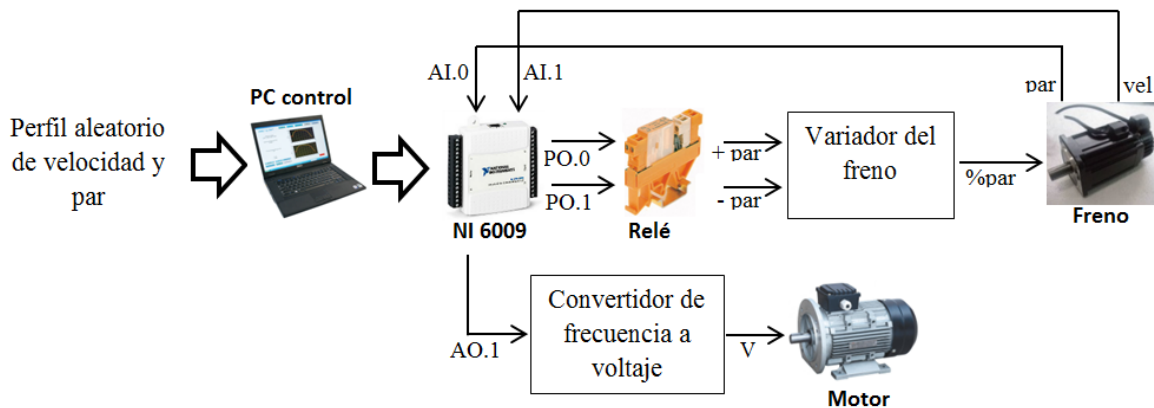 AI.0
AI.1
par
vel
PC control
Perfil aleatorio
de velocidad y
par
PO.0
PO.1
NI 6009
+ par
- par
Relé
Variador del
freno
%par
Freno
AO.1
Convertidor de
frecuencia a
voltaje
V
Motor